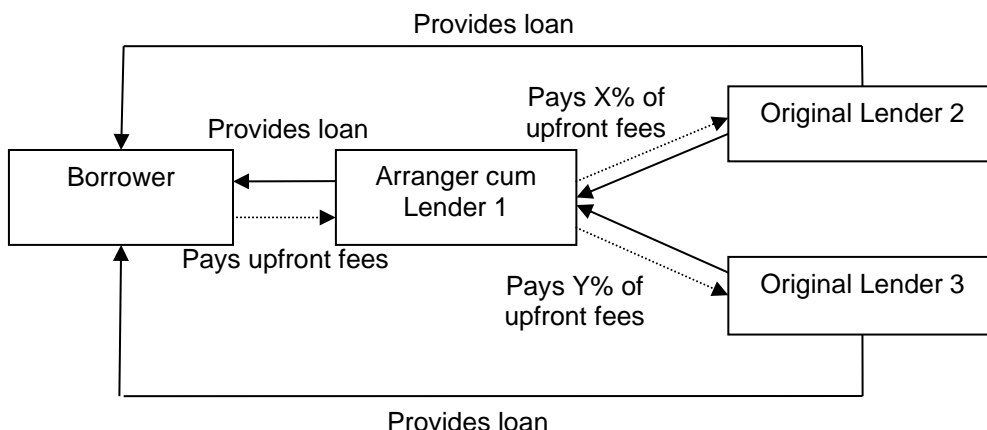 Provides loan
Pays X% of
upfront fees
Original Lender 2
Provides loan
Borrower
Arranger cum
Lender 1
Pays upfront fees
Pays Y% of
upfront fees
Original Lender 3
Provides loan